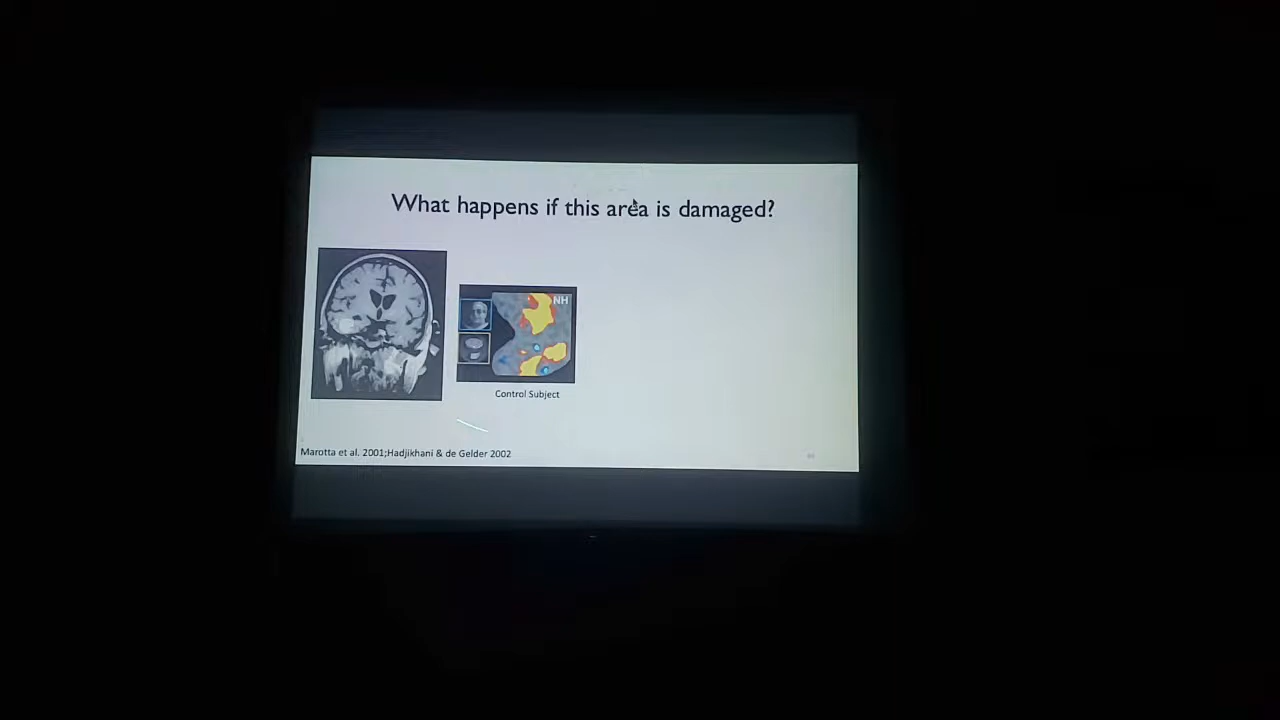 What happens if this area is damaged?
NH
Control Subject
Marotta et al. 2001;Hadjikhani & de Gelder 2002